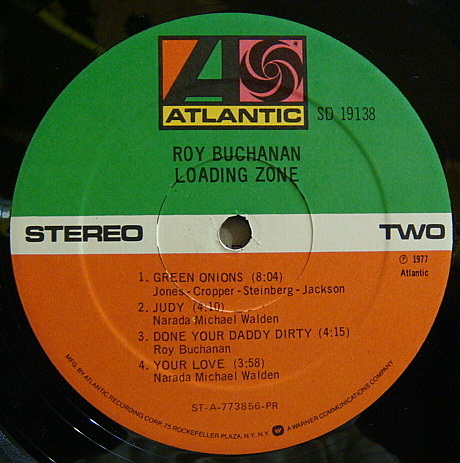 ATLANTIC
SD 19138
ROY BUCHANAN
LOADING ZONE
STEREO
TWO
℗ 1977
Atlantic
1. GREEN ONIONS (8:04)
Jones - Cropper - Steinberg - Jackson
2. JUDY (4:10)
Narada Michael Walden
3. DONE YOUR DADDY DIRTY (4:15)
Roy Buchanan
4. YOUR LOVE (3:58)
Narada Michael Walden
ST-A-773856-PR
MFG. BY ATLANTIC RECORDING CORP. 75 ROCKEFELLER PLAZA, N.Y. N.Y. A WARNER COMMUNICATIONS COMPANY